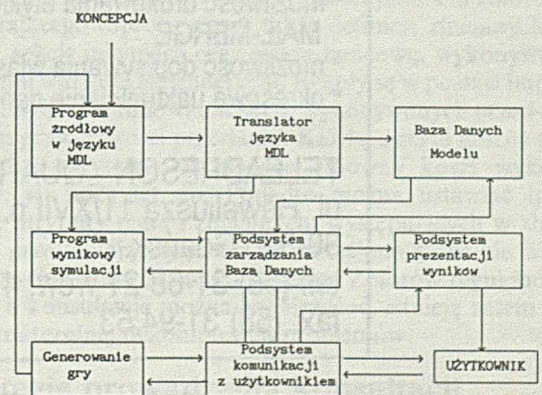 KONCEPCJA
Program
źródłowy
w języku
MDL
Translator
języka
MDL
Baza Danych
Modelu
Program
wynikowy
symulacji
Podsystem
zarządzania
Bazą Danych
Podsystem
prezentacji
wyników
Generowanie
gry
Podsystem
komunikacji
z użytkownikiem
UŻYTKOWNIK